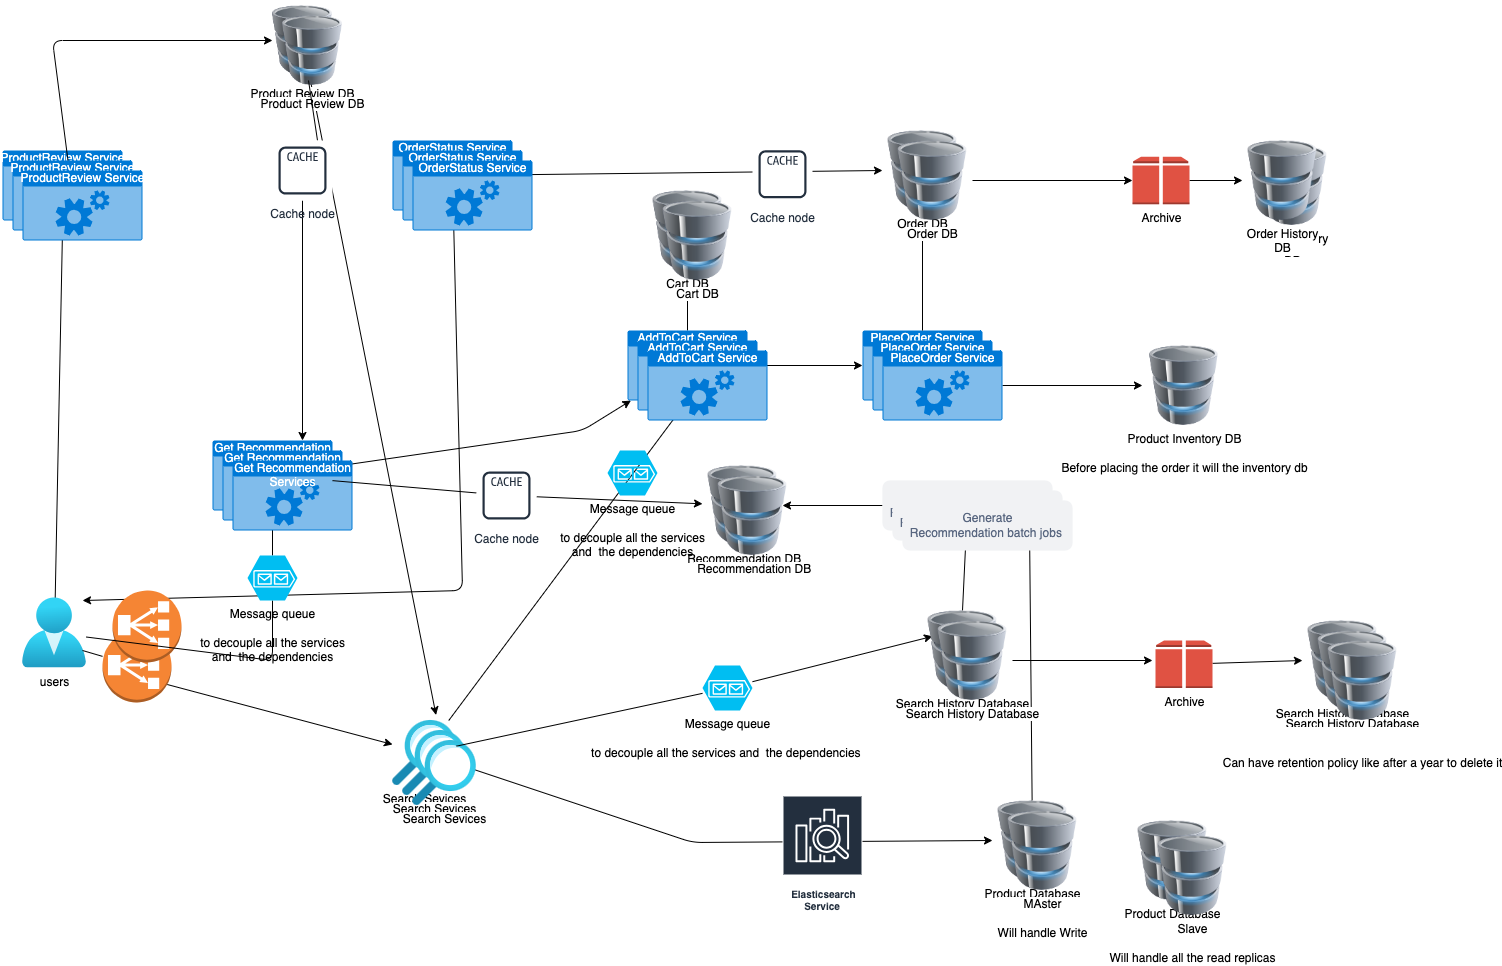 Product Review DB
Product Review DB
CACHE
Cache node
ProductReview Service
ProductReview Service
ProductReview Service
OrderStatus Service
OrderStatus Service
OrderStatus Service
CACHE
Cache node
Order DB
Order DB
Archive
Order History
ry
DB
Cart DB
Cart DB
AddToCart Service
AddToCart Service
AddToCart Service
PlaceOrder Service
PlaceOrder Service
PlaceOrder Service
Product Inventory DB
Before placing the order it will the inventory db
Get Recommendation
Get Recommendation
Get Recommendation
Services
CACHE
Cache node
Message queue
to decouple all the services
and the dependencies
Recommendation DB
Recommendation DB
Generate
Recommendation batch jobs
Message queue
to decouple all the services
and the dependencies
users
Search History Database
Search History Database
Archive
Search History Database
Search History Database
Can have retention policy like after a year to delete it
Message queue
to decouple all the services and the dependencies
Search Sevices
Search Sevices
Search Sevices
Elasticsearch
Service
Product Database
MAster
Will handle Write
Product Database
Slave
Will handle all the read replicas